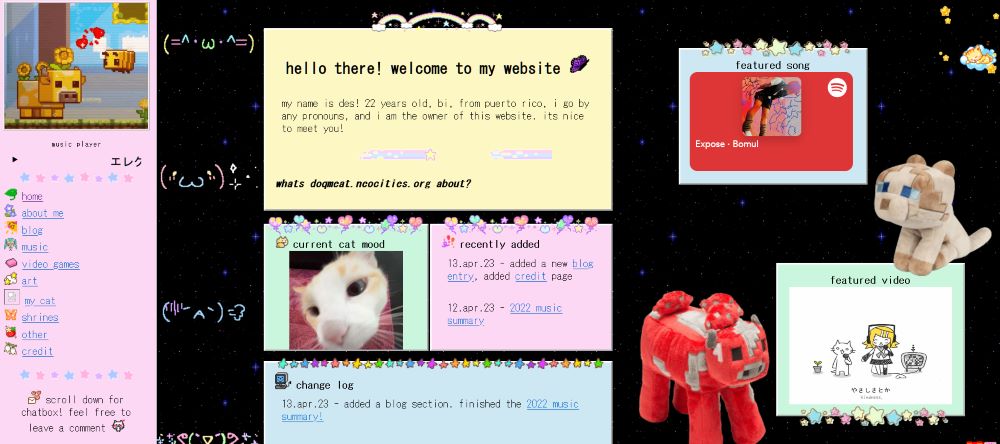 music player
エレク
home
about me
blog
music
video games
art
my cat
shrines
other
credit
scroll down for
chatbox! feel free to
leave a comment
(=^･ω･^=)
hello there! welcome to my website
my name is des! 22 years old, bi, from puerto rico, i go by
any pronouns, and i am the owner of this website. its nice
to meet you!
whats doqmcat.neocities.org about?
current cat mood
recently added
13.apr.23 - added a new blog
entry, added credit page
12.apr.23 - 2022 music
summary
change log
13.apr.23 - added a blog section. finished the 2022 music
summary!
featured song
Expose · Bomul
featured video
やさしさとか
kindness,